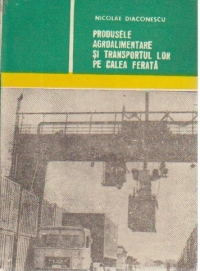 NICOLAE DIACONESCU
PRODUSELE
AGROALIMENTARE
ŞI TRANSPORTUL LOR
PE CALEA FERATĂ